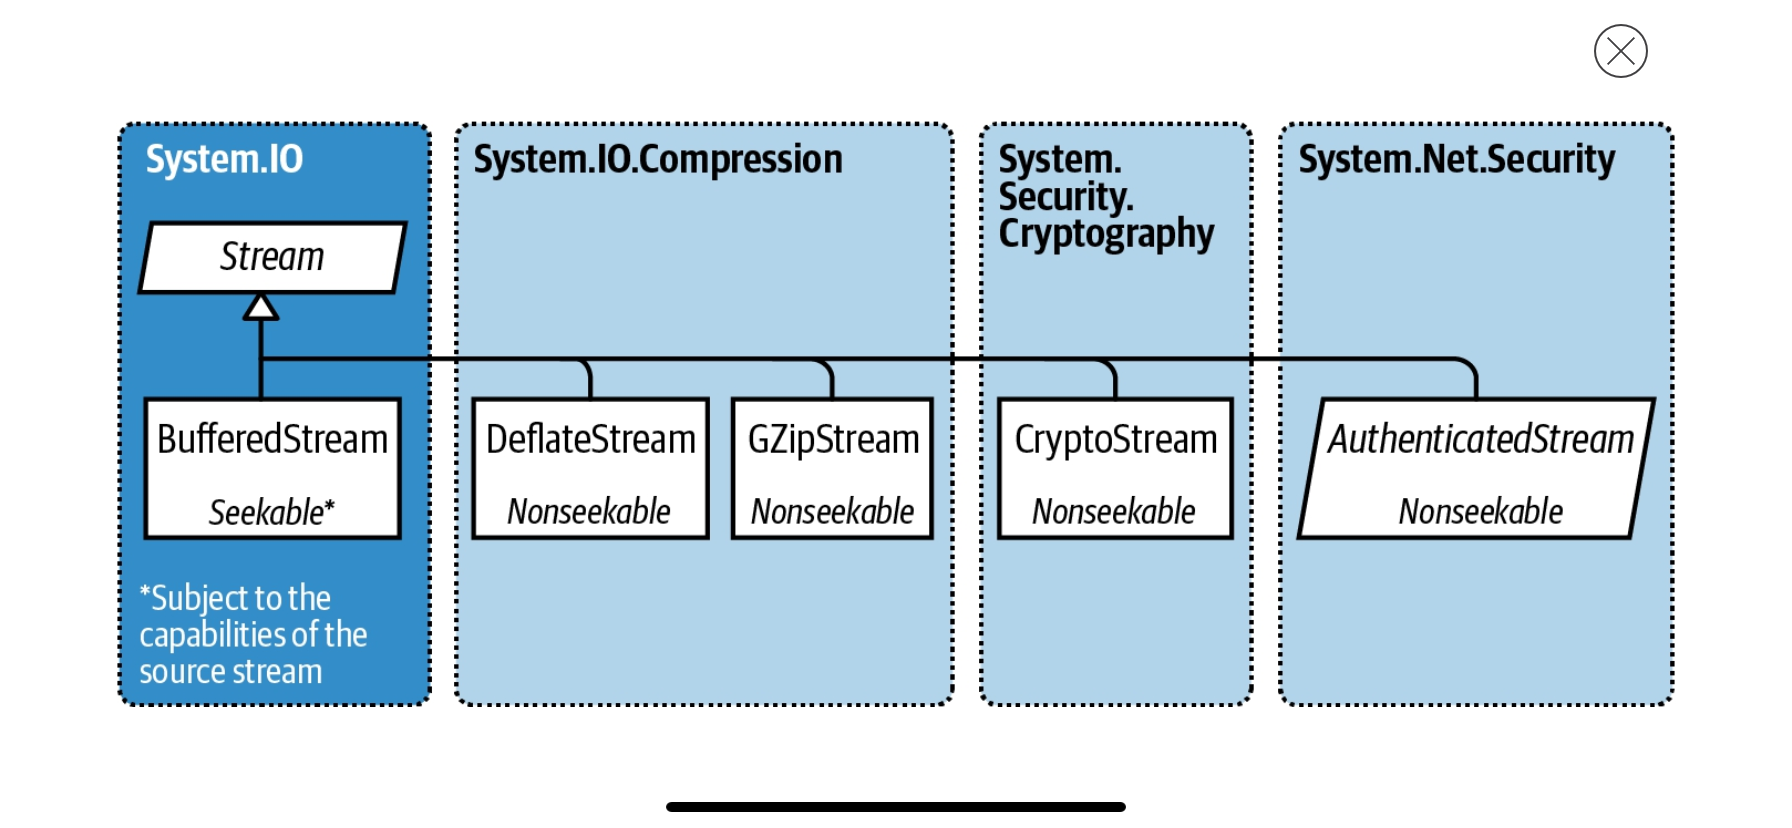 System.IO
Stream
BufferedStream
Seekable*
*Subject to the
capabilities of the
source stream
System.IO.Compression
DeflateStream
Nonseekable
GZipStream
Nonseekable
System.
Security.
Cryptography
CryptoStream
Nonseekable
System.Net.Security
AuthenticatedStream
Nonseekable